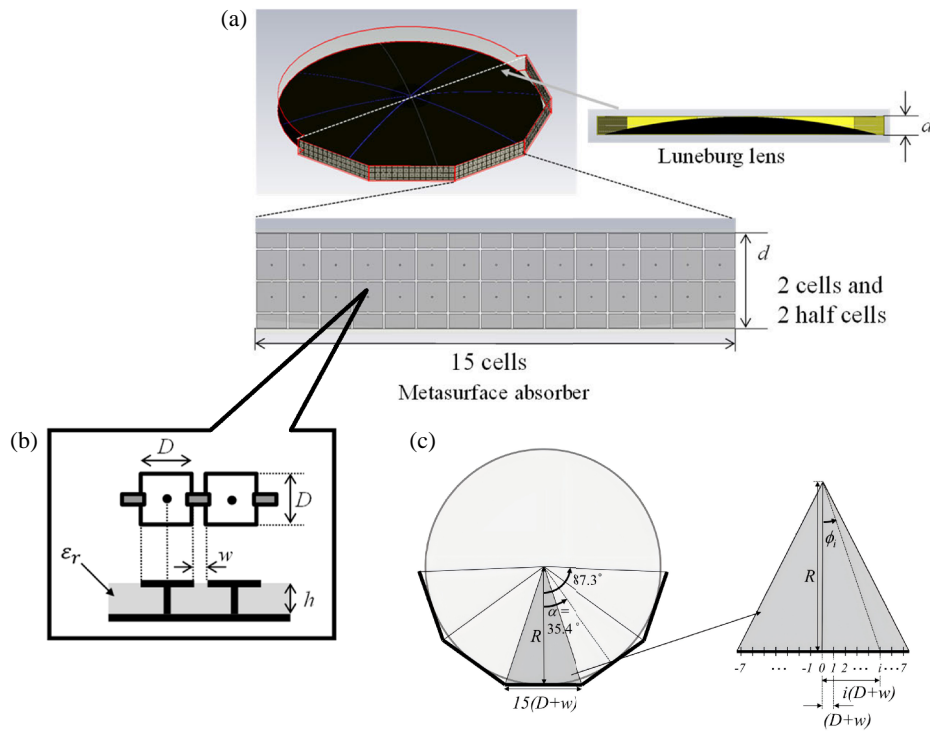 (a)
d
Luneburg lens
d
2 cells and
2 half cells
15 cells
Metasurface absorber
(b)
D
D
w
εr
h
(c)
87.3°
α =
35.4°
R
15(D+w)
ϕi
R
-7 ... -1 0 1 2 ... i ... 7
i(D+w)
(D+w)